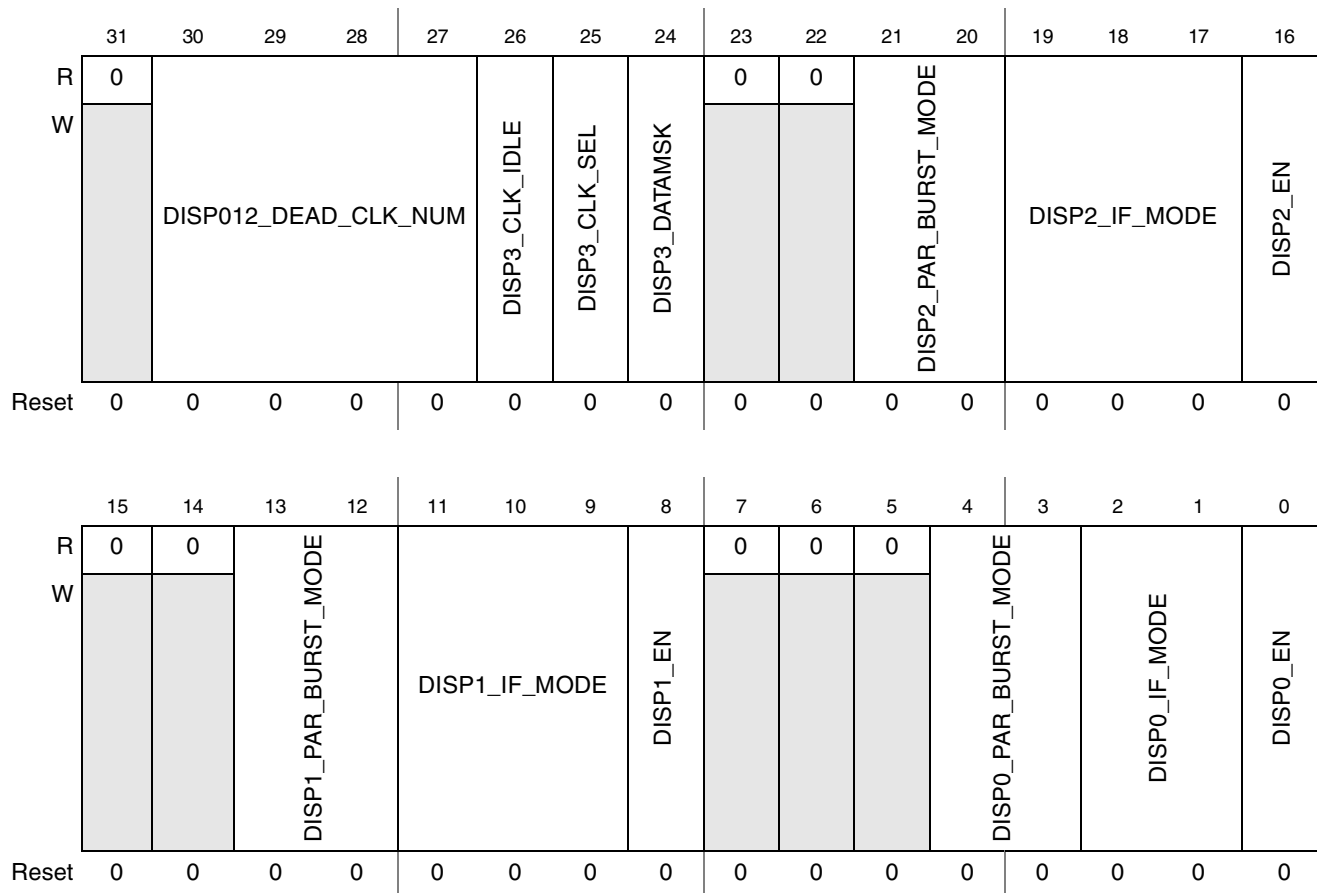 31 30 29 28 27 26 25 24 23 22 21 20 19 18 17 16
R 0 0 0
W
DISP012_DEAD_CLK_NUM
DISP3_CLK_IDLE
DISP3_CLK_SEL
DISP3_DATAMSK
DISP2_PAR_BURST_MODE
DISP2_IF_MODE
DISP2_EN
Reset 0 0 0 0 0 0 0 0 0 0 0 0 0 0 0 0
15 14 13 12 11 10 9 8 7 6 5 4 3 2 1 0
R 0 0 0 0 0
W
DISP1_PAR_BURST_MODE
DISP1_IF_MODE
DISP1_EN
DISP0_PAR_BURST_MODE
DISP0_IF_MODE
DISP0_EN
Reset 0 0 0 0 0 0 0 0 0 0 0 0 0 0 0 0